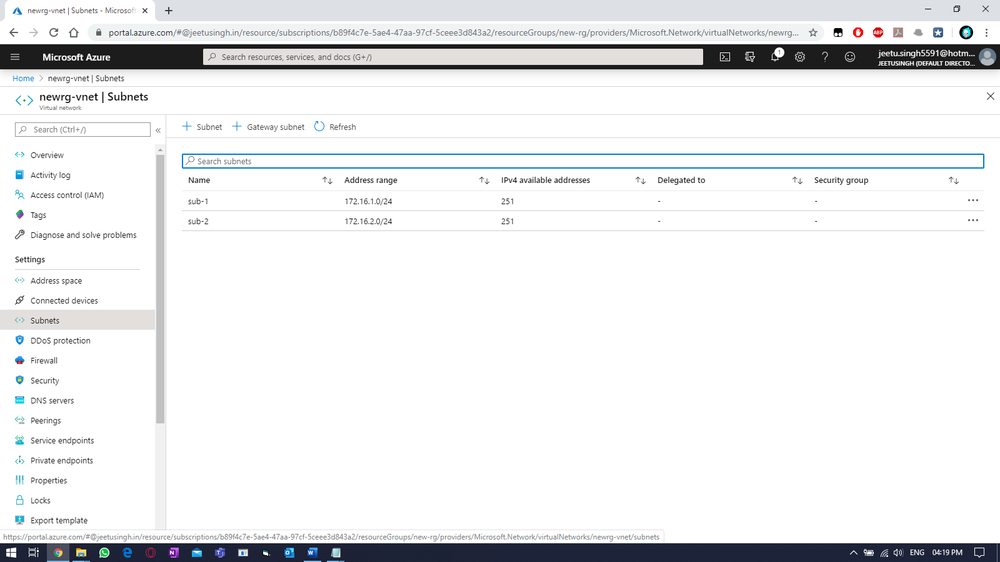 newrg-vnet | Subnets - Microsoft
portal.azure.com/#@jeetusingh.in/resource/subscriptions/b89f4c7e-5ae4-47aa-97cf-5ceee3d843a2/resourceGroups/new-rg/providers/Microsoft.Network/virtualNetworks/newrg...
ABP
Microsoft Azure
Search resources, services, and docs (G+/)
1
jeetu.singh5591@hotm...
JEETUSINGH (DEFAULT DIRECTO...
Home > newrg-vnet | Subnets
newrg-vnet | Subnets
Virtual network
Search (Ctrl+/)
«
Overview
Activity log
Access control (IAM)
Tags
Diagnose and solve problems
Settings
Address space
Connected devices
Subnets
DDoS protection
Firewall
Security
DNS servers
Peerings
Service endpoints
Private endpoints
Properties
Locks
Export template
+ Subnet + Gateway subnet Refresh
Search subnets
Name Address range IPv4 available addresses Delegated to Security group
sub-1 172.16.1.0/24 251 - - ...
sub-2 172.16.2.0/24 251 - - ...
https://portal.azure.com/#@jeetusingh.in/resource/subscriptions/b89f4c7e-5ae4-47aa-97cf-5ceee3d843a2/resourceGroups/new-rg/providers/Microsoft.Network/virtualNetworks/newrg-vnet/subnets
ENG 04:19 PM